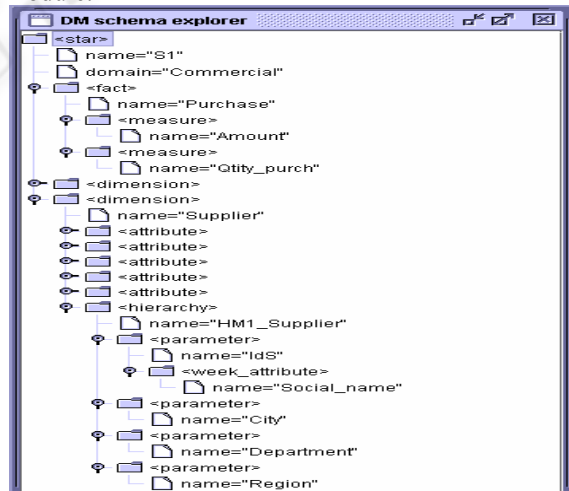 DM schema explorer
<star>
name="S1"
domain="Commercial"
<fact>
name="Purchase"
<measure>
name="Amount"
<measure>
name="Qtity_purch"
<dimension>
<dimension>
name="Supplier"
<attribute>
<attribute>
<attribute>
<attribute>
<attribute>
<hierarchy>
name="HM1_Supplier"
<parameter>
name="IdS"
<week_attribute>
name="Social_name"
<parameter>
name="City"
<parameter>
name="Department"
<parameter>
name="Region"